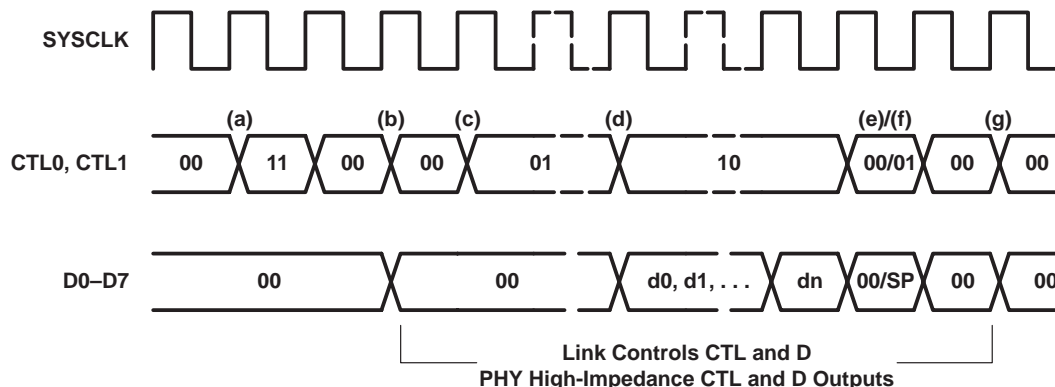 SYSCLK
(a) (b) (c) (d) (e)/(f) (g)
CTL0, CTL1 00 11 00 00 01 10 00/01 00 00
D0–D7 00 00 d0, d1, . . . dn 00/SP 00 00
Link Controls CTL and D
PHY High-Impedance CTL and D Outputs